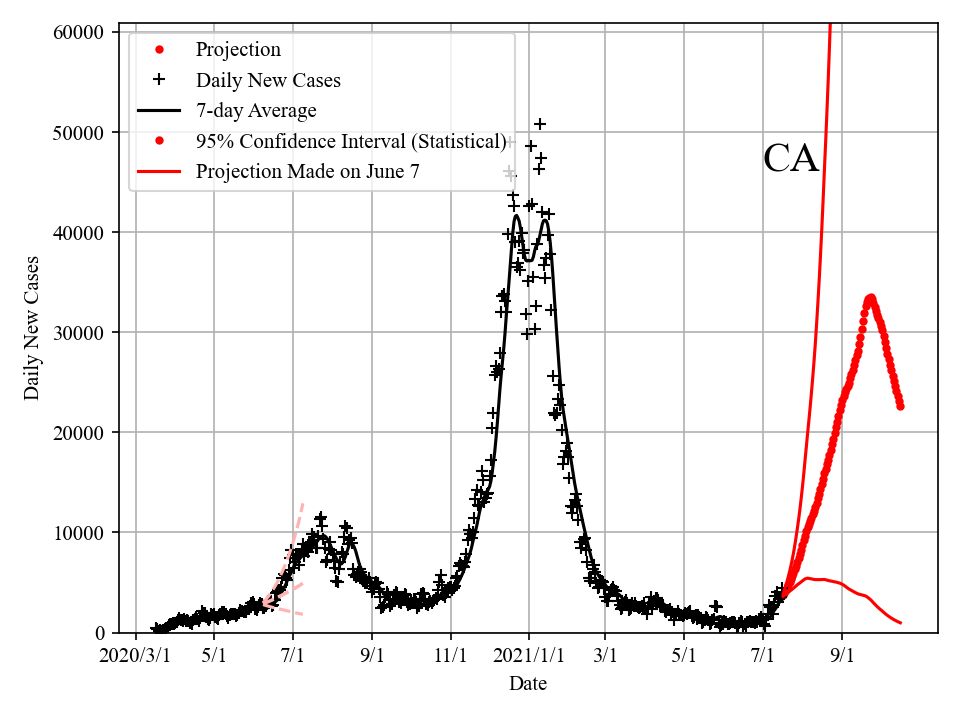 60000
50000
40000
30000
20000
10000
0
Daily New Cases
Projection
Daily New Cases
7-day Average
95% Confidence Interval (Statistical)
Projection Made on June 7
CA
2020/3/1 5/1 7/1 9/1 11/1 2021/1/1 3/1 5/1 7/1 9/1
Date